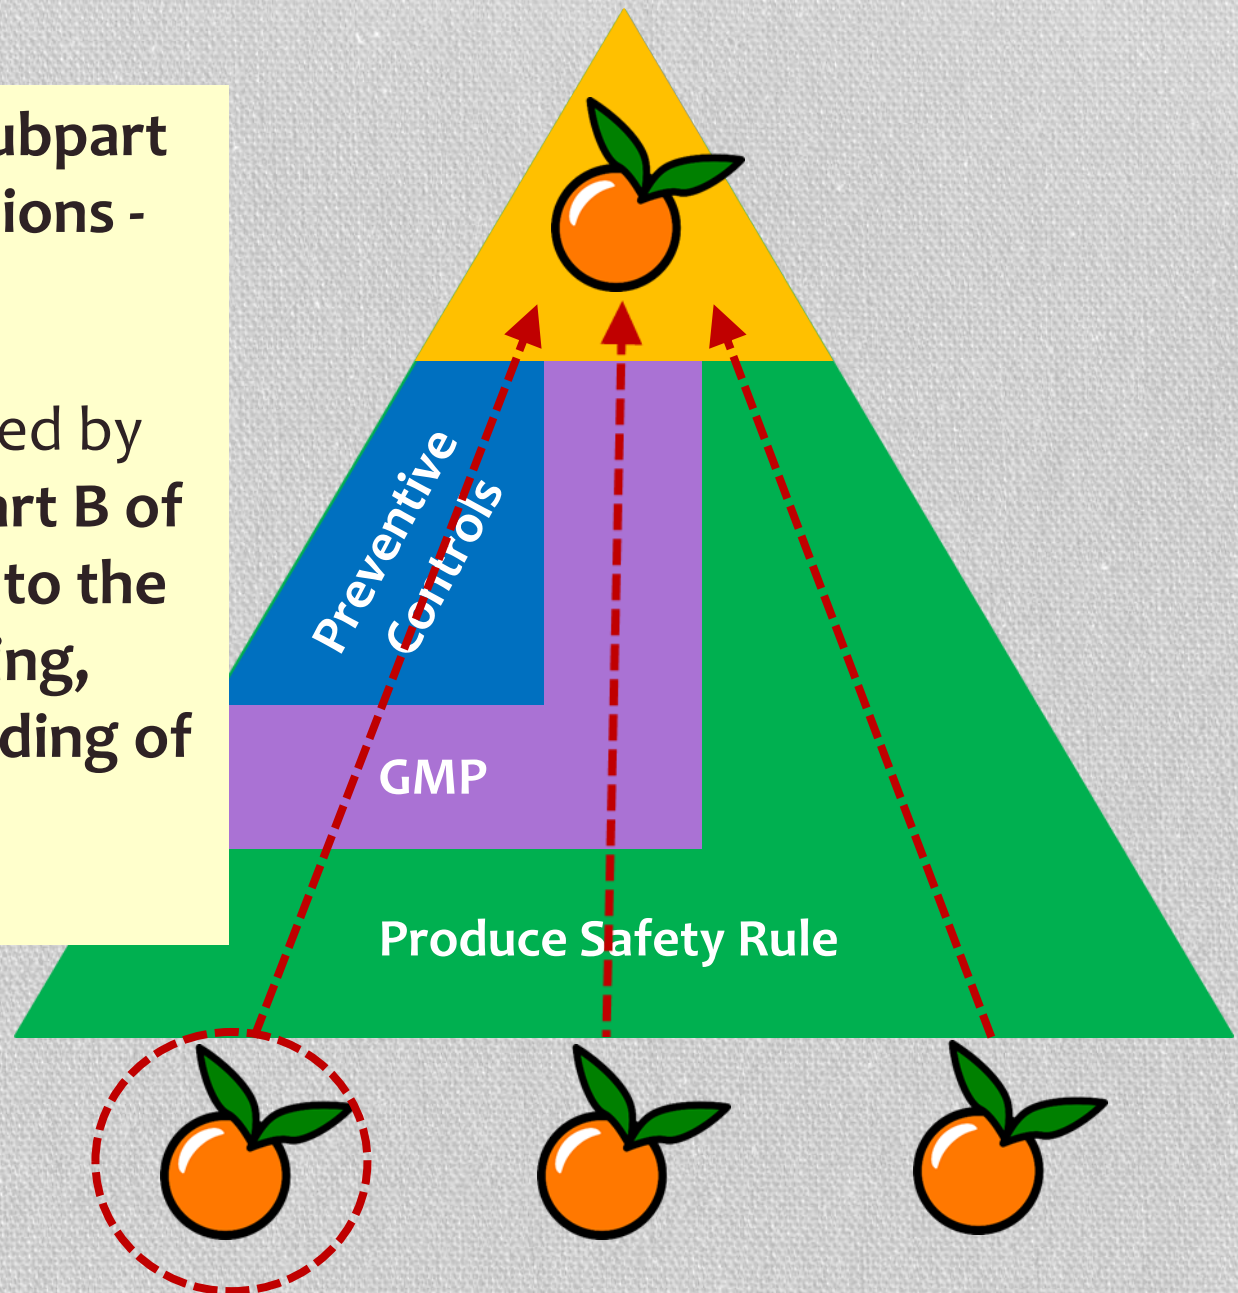 ubpart
ions -
ed by
art B of
to the
ing,
ding of
Preventive
Controls
GMP
Produce Safety Rule